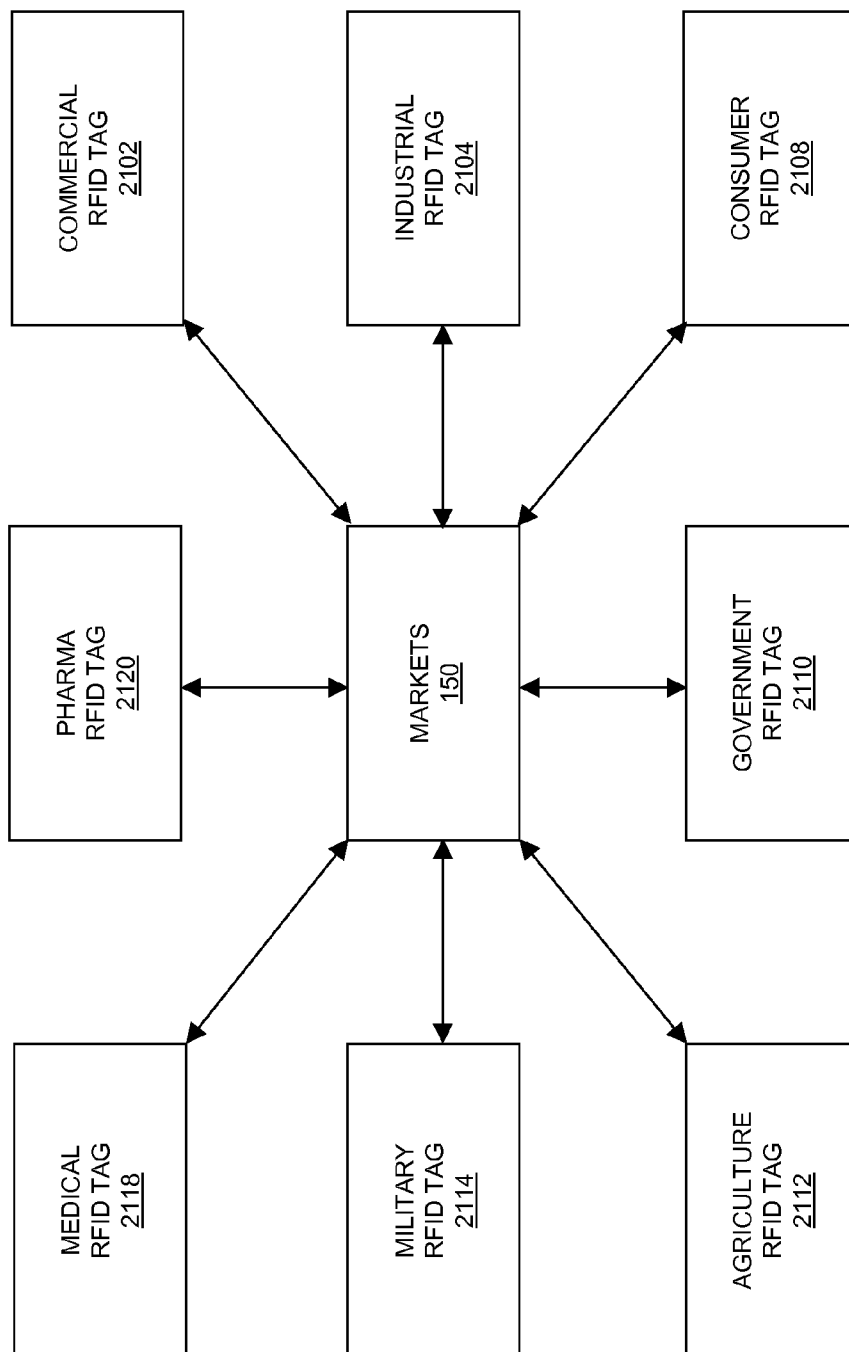 MEDICAL
RFID TAG
2118
PHARMA
RFID TAG
2120
COMMERCIAL
RFID TAG
2102
MILITARY
RFID TAG
2114
MARKETS
150
INDUSTRIAL
RFID TAG
2104
AGRICULTURE
RFID TAG
2112
GOVERNMENT
RFID TAG
2110
CONSUMER
RFID TAG
2108